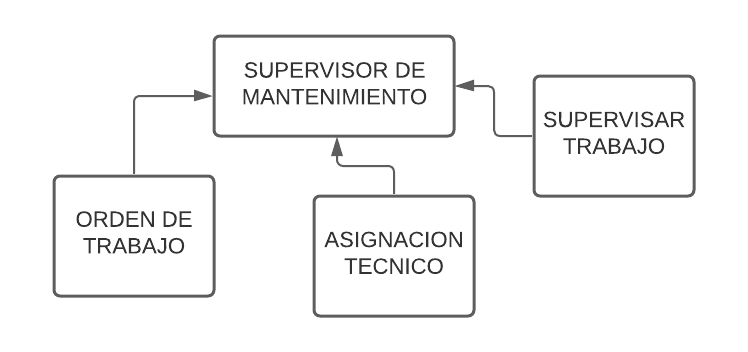 SUPERVISOR DE
MANTENIMIENTO
SUPERVISAR
TRABAJO
ORDEN DE
TRABAJO
ASIGNACION
TECNICO